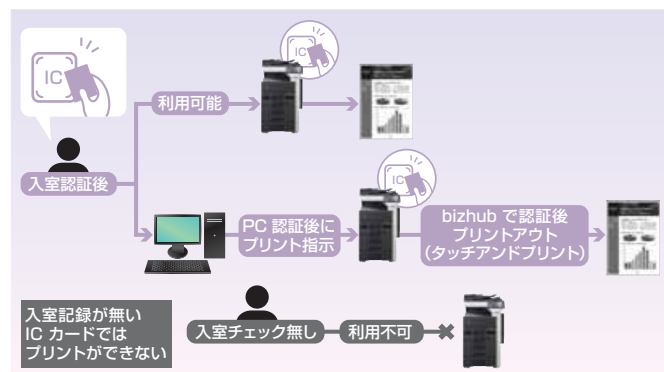 IC
IC
利用可能
入室認証後
IC
PC 認証後に
プリント指示
bizhub で認証後
プリントアウト
(タッチアンドプリント)
入室記録が無い
IC カードでは
プリントができない
入室チェック無し
利用不可